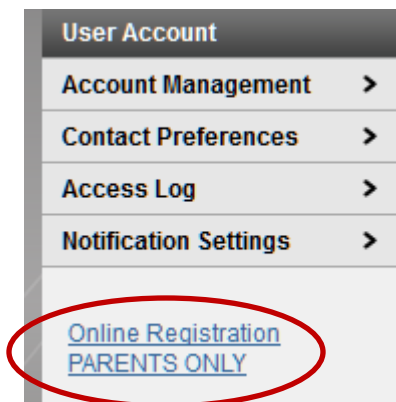 User Account
Account Management
Contact Preferences
Access Log
Notification Settings
Online Registration
PARENTS ONLY